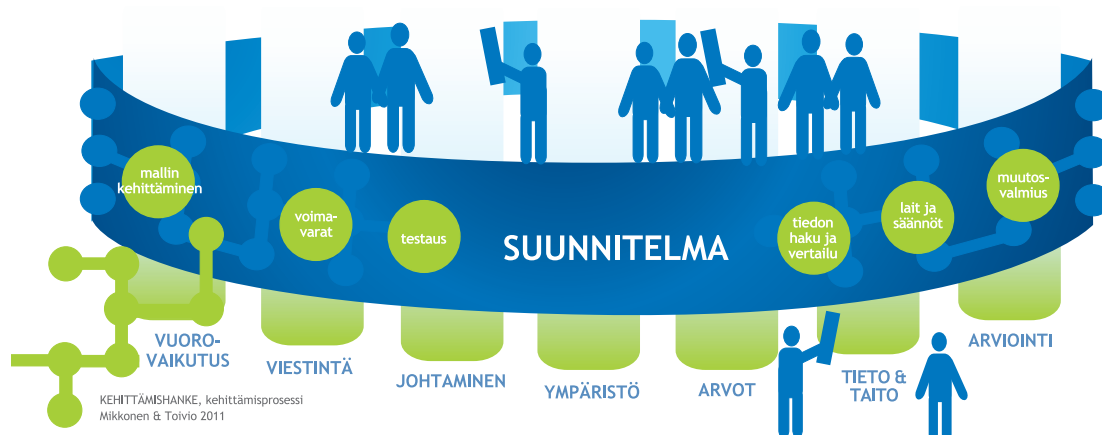 mallin
kehittäminen
voima-
varat
testaus
SUUNNITELMA
tiedon
haku ja
vertailu
lait ja
säännöt
muutos-
valmius
VUORO-
VAIKUTUS
VIESTINTÄ
JOHTAMINEN
YMPÄRISTÖ
ARVOT
TIETO &
TAITO
ARVIOINTI
KEHITTÄMISHANKE, kehittämisprosessi
Mikkonen & Toivio 2011